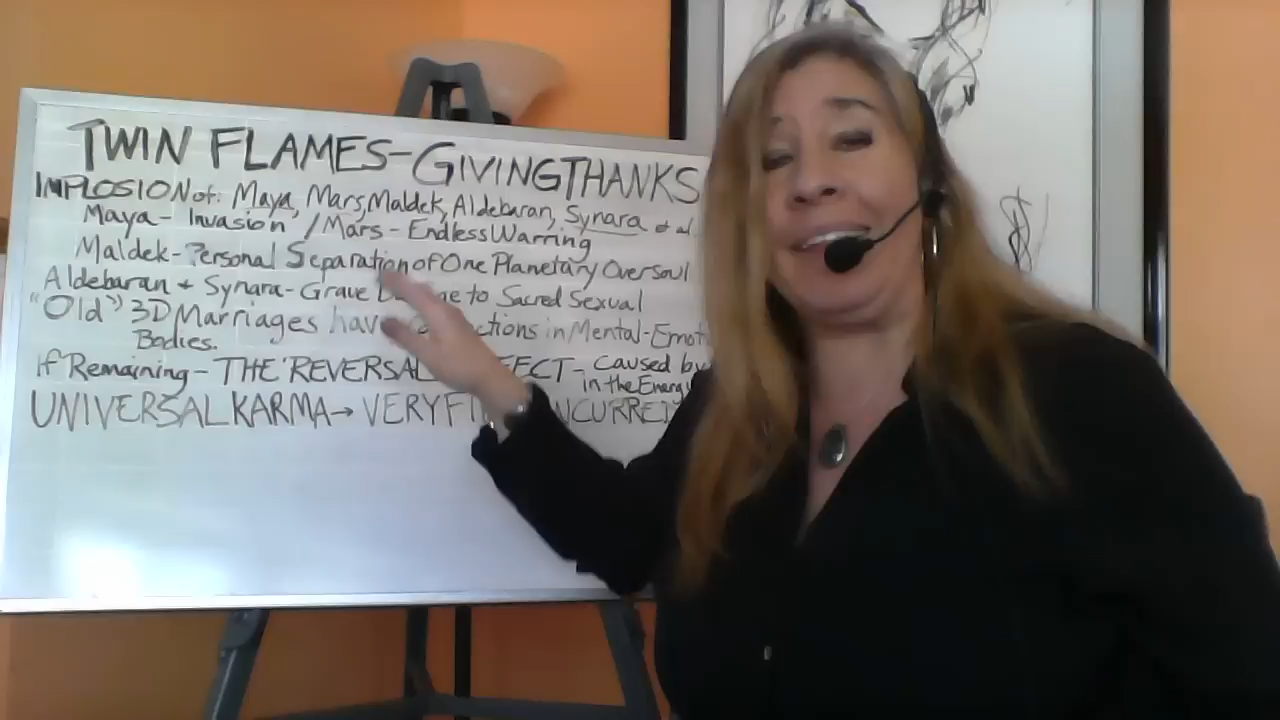 TWIN FLAMES-GIVINGTHANKS
IMPLOSION of: Maya, Mars, Maldek, Aldebaran, Synara et al.
Maya- Invasion / Mars - Endless Warring
Maldek-Personal Separation of One Planetary Oversoul
Aldebaran + Synara-Grave to Sacred Sexual
"Old" 3D Marriages have in Mental-Emot
Bodies.
If Remaining - THE 'REVERSAL - caused by
in the Energy
UNIVERSAL KARMA→ VERY